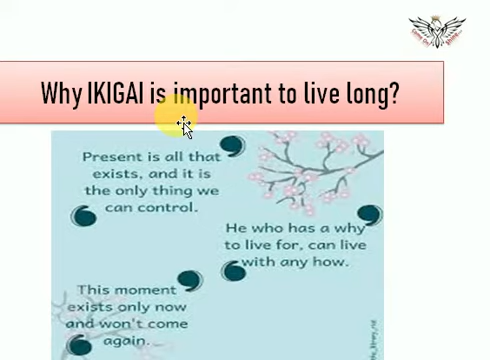 Why IKIGAI is important to live long?
Present is all that
exists, and it is
the only thing we
can control.
He who has a why
to live for, can live
with any how.
This moment
exists only now
and won't come
again.